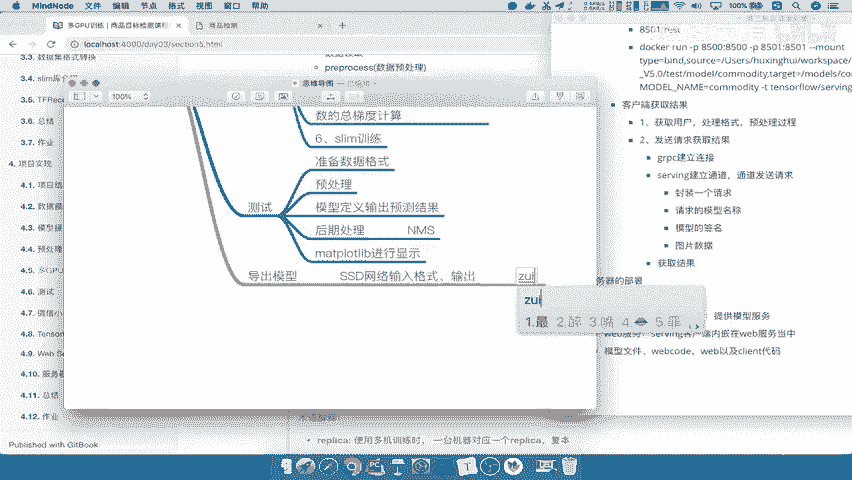 MindNode 文件 编辑 视图 节点 格式 视图 窗口 帮助
100%
多GPU训练 | 商品目标检测课程
商品检测
localhost:4000/day03/section5.html
3.3. 数据集格式转换
3.4. slim库介
3.5. TFRec
3.6. 总结
3.7. 作业
4. 项目实现
4.1. 项目结
4.2. 数据模
4.3. 模型接
4.4. 预处理
4.5. 多GPU
4.6. 测试
4.7. 微信小
4.8. Tensor
4.9. Web Se
4.10. 服务器
4.11. 总结
4.12. 作业
Published with GitBook
preprocess(数据预处理)
思维导图
100%
数的总梯度计算
6、slim训练
准备数据格式
预处理
测试
模型定义输出预测结果
后期处理 NMS
matplotlib进行显示
导出模型 SSD网络输入格式、输出 zui
zui
1.最 2.醉 3.嘴 4.👄 5.罪
8501:rest
docker run -p 8500:8500 -p 8501:8501 --mount
type=bind,source=/Users/huxinghui/workspace/
_V5.0/test/model/commodity,target=/models/co
MODEL_NAME=commodity -t tensorflow/serving
客户端获取结果
1、获取用户，处理格式，预处理过程
2、发送请求获取结果
grpc建立连接
serving建立通道，通道发送请求
封装一个请求
请求的模型名称
模型的签名
图片数据
获取结果
务器的部署
提供模型服务
web服务，serving客户端内嵌在web服务当中
模型文件，webcode，web以及client代码
replica: 使用多机训练时，一台机器对应一个replica，复本